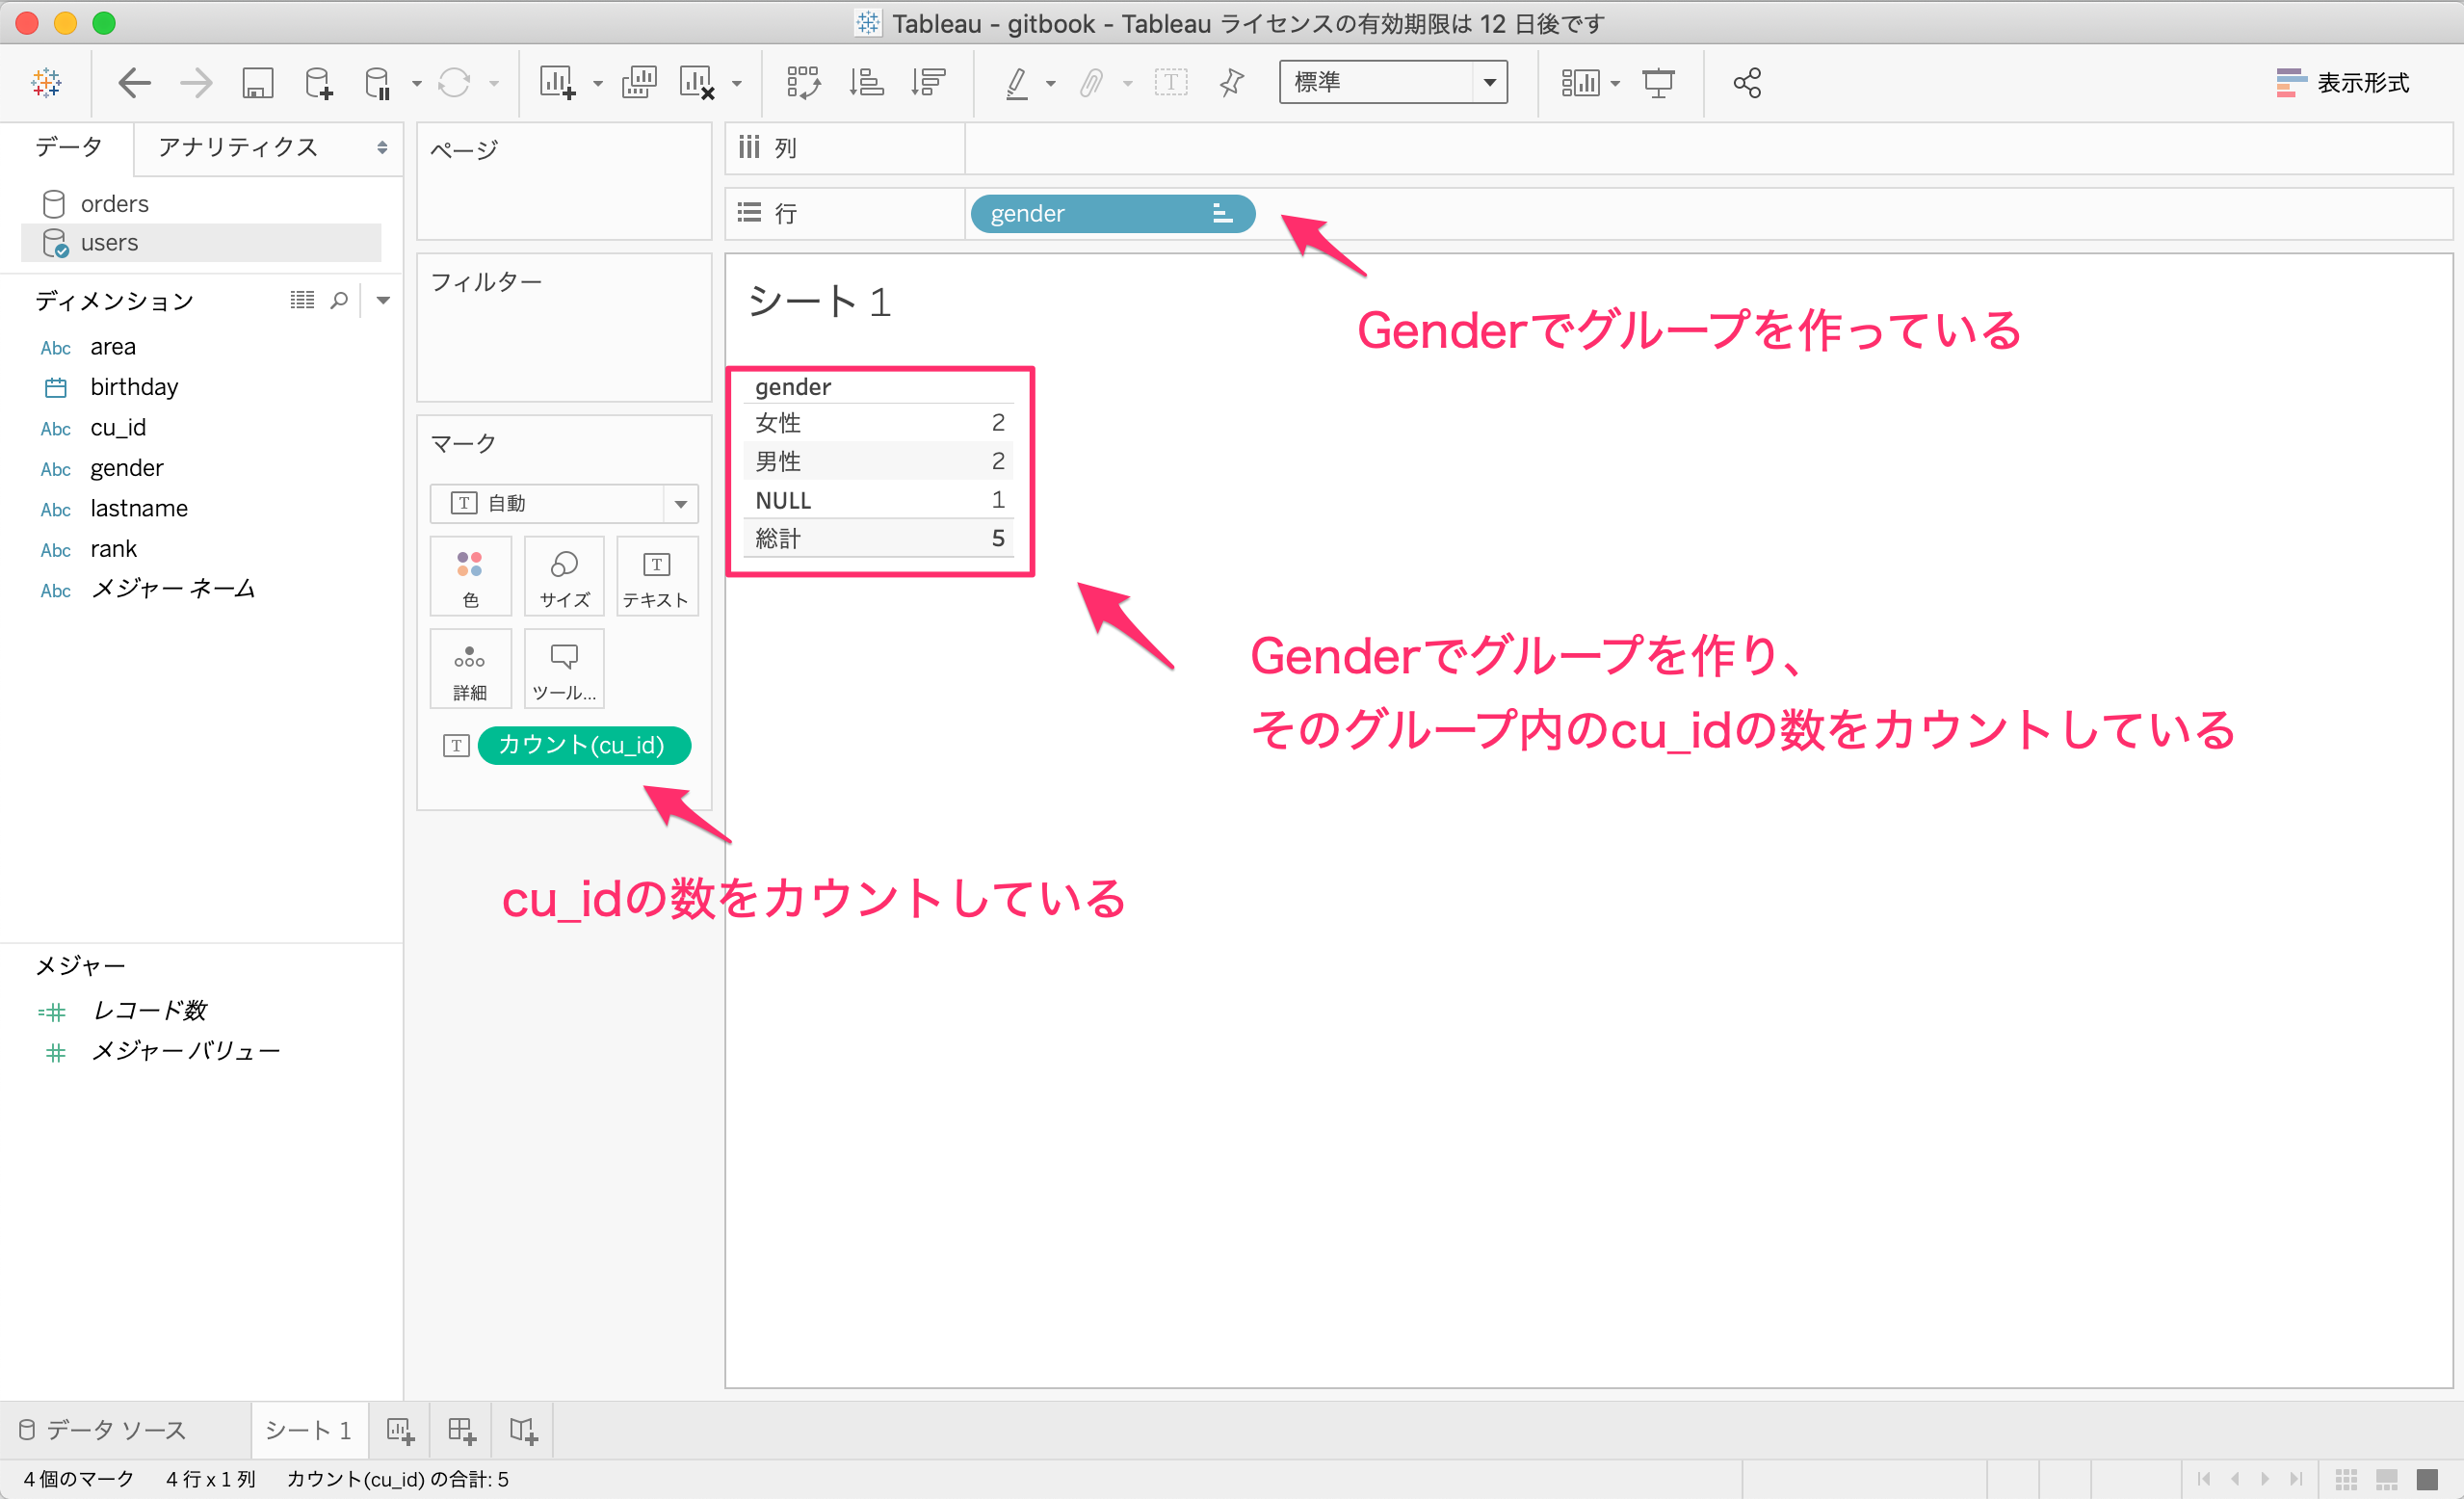 Tableau - gitbook - Tableau ライセンスの有効期限は 12 日後です
標準
表示形式
データ
アナリティクス
orders
users
ディメンション
Abc area
birthday
Abc cu_id
Abc gender
Abc lastname
Abc rank
Abc メジャー ネーム
メジャー
レコード数
メジャー バリュー
ページ
フィルター
マーク
T 自動
色
サイズ
T テキスト
詳細
ツール...
T カウント(cu_id)
cu_idの数をカウントしている
列
行
gender
Genderでグループを作っている
シート 1
gender
女性 2
男性 2
NULL 1
総計 5
Genderでグループを作り、
そのグループ内のcu_idの数をカウントしている
データ ソース
シート 1
4 個のマーク 4 行 x 1 列 カウント(cu_id) の合計: 5